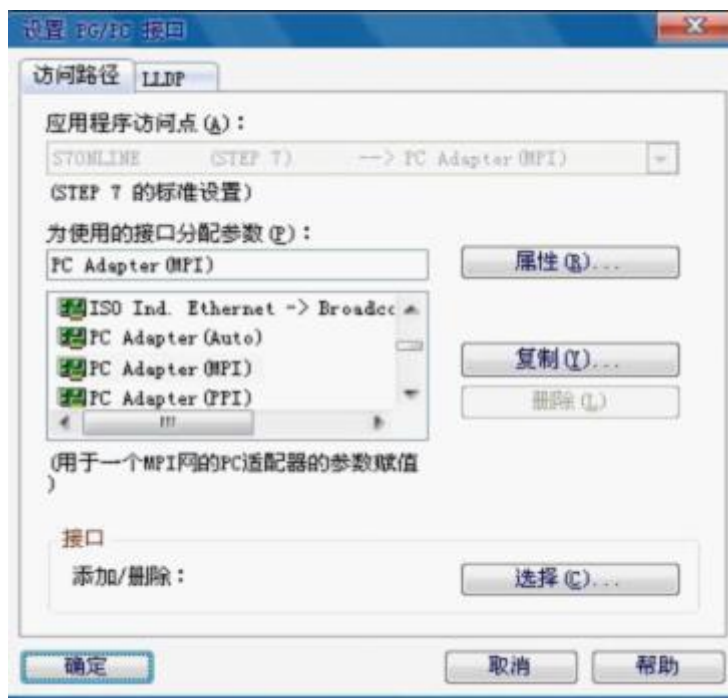 设置 PG/PC 接口
访问路径 LLDP
应用程序访问点(A)：
S7ONLINE (STEP 7) --> PC Adapter(MPI)
(STEP 7 的标准设置)
为使用的接口分配参数(P)：
PC Adapter(MPI)
属性(R)...
ISO Ind. Ethernet -> Broadcc
PC Adapter(Auto)
PC Adapter(MPI)
PC Adapter(PPI)
复制(Y)...
删除(L)
(用于一个MPI网的PC适配器的参数赋值
)
接口
添加/删除：
选择(C)...
确定 取消 帮助